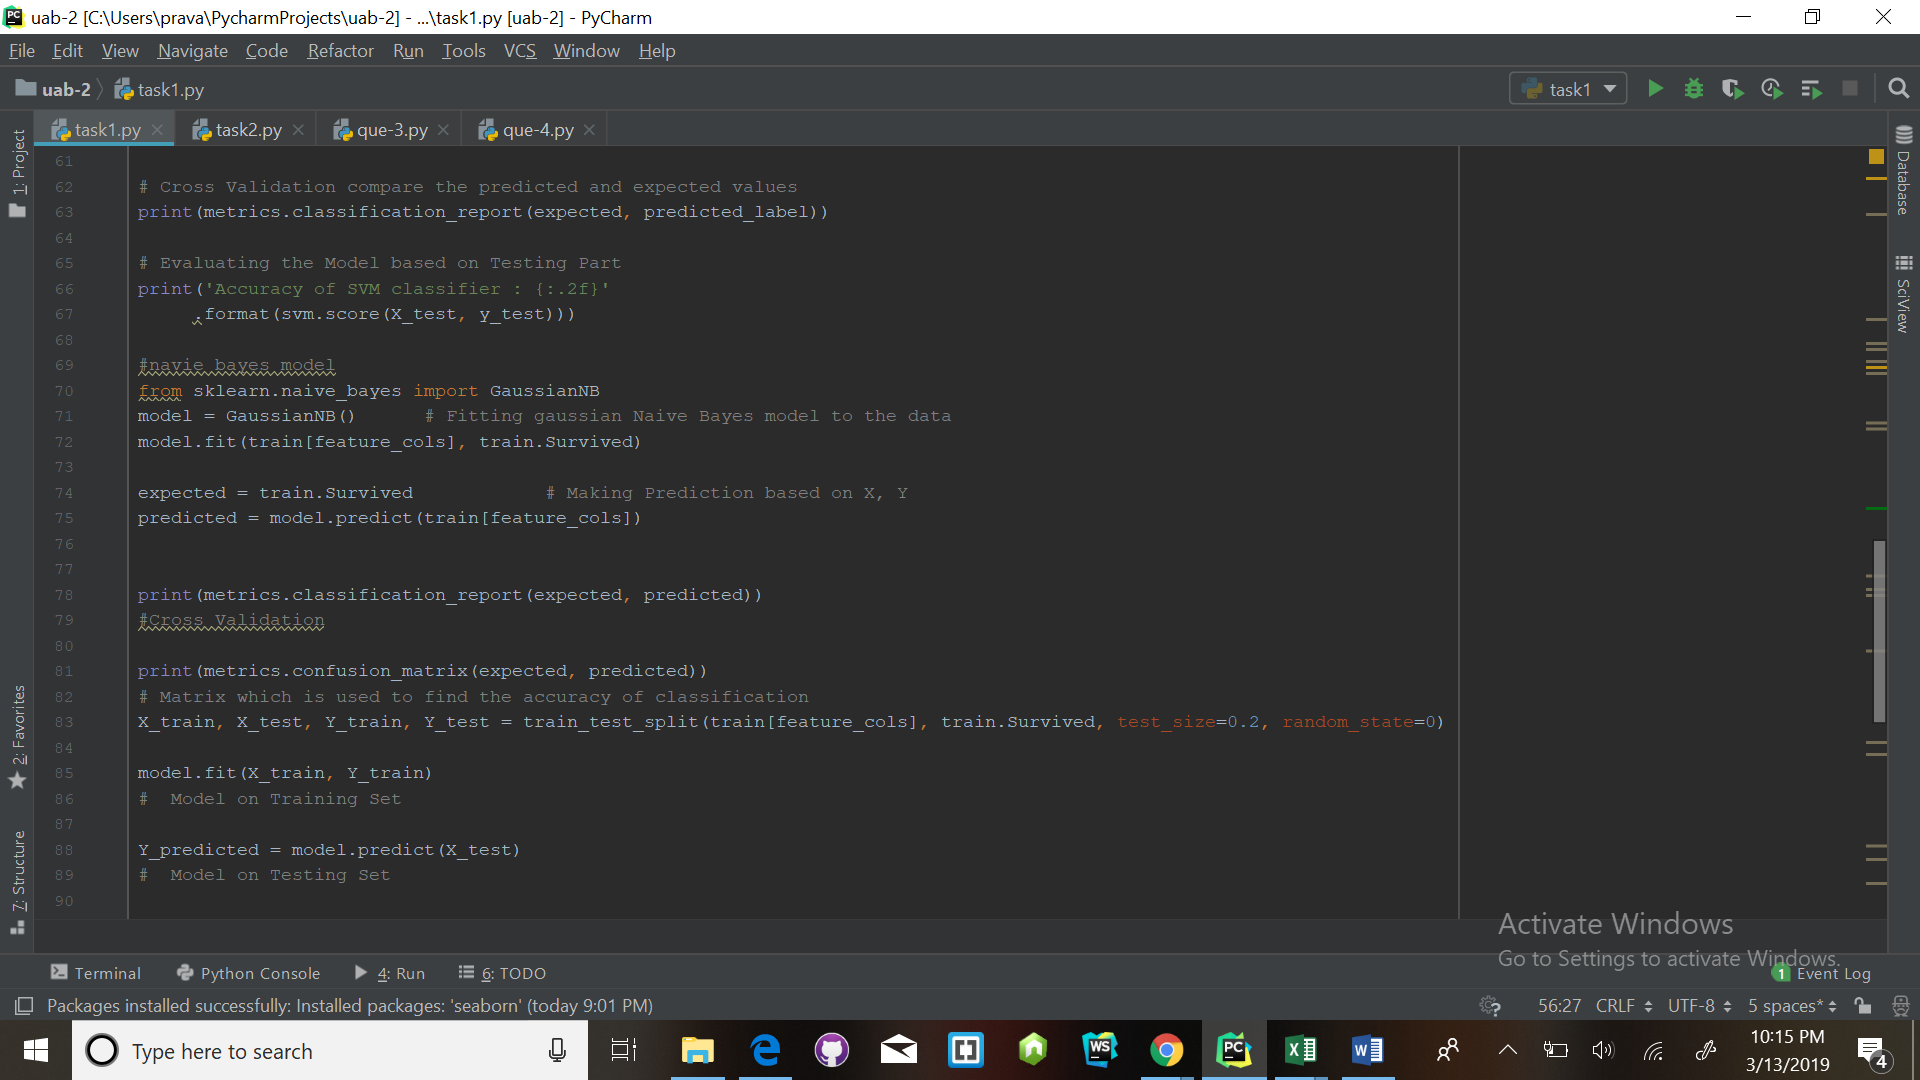 uab-2 [C:\Users\prava\PycharmProjects\uab-2] - ...\task1.py [uab-2] - PyCharm
File Edit View Navigate Code Refactor Run Tools VCS Window Help
uab-2 task1.py task1
task1.py task2.py que-3.py que-4.py
1: Project
Database
SciView
61
62 # Cross Validation compare the predicted and expected values
63 print(metrics.classification_report(expected, predicted_label))
64
65 # Evaluating the Model based on Testing Part
66 print('Accuracy of SVM classifier : {:.2f}'
67 .format(svm.score(X_test, y_test)))
68
69 #navie bayes model
70 from sklearn.naive_bayes import GaussianNB
71 model = GaussianNB() # Fitting gaussian Naive Bayes model to the data
72 model.fit(train[feature_cols], train.Survived)
73
74 expected = train.Survived # Making Prediction based on X, Y
75 predicted = model.predict(train[feature_cols])
76
77
78 print(metrics.classification_report(expected, predicted))
79 #Cross Validation
80
81 print(metrics.confusion_matrix(expected, predicted))
82 # Matrix which is used to find the accuracy of classification
83 X_train, X_test, Y_train, Y_test = train_test_split(train[feature_cols], train.Survived, test_size=0.2, random_state=0)
84
85 model.fit(X_train, Y_train)
86 #  Model on Training Set
87
88 Y_predicted = model.predict(X_test)
89 #  Model on Testing Set
90
2: Favorites
7: Structure
Activate Windows
Go to Settings to activate Windows.
Terminal Python Console 4: Run 6: TODO 1 Event Log
Packages installed successfully: Installed packages: 'seaborn' (today 9:01 PM) 56:27 CRLF UTF-8 5 spaces*
Type here to search
WS
PC
10:15 PM
3/13/2019
4